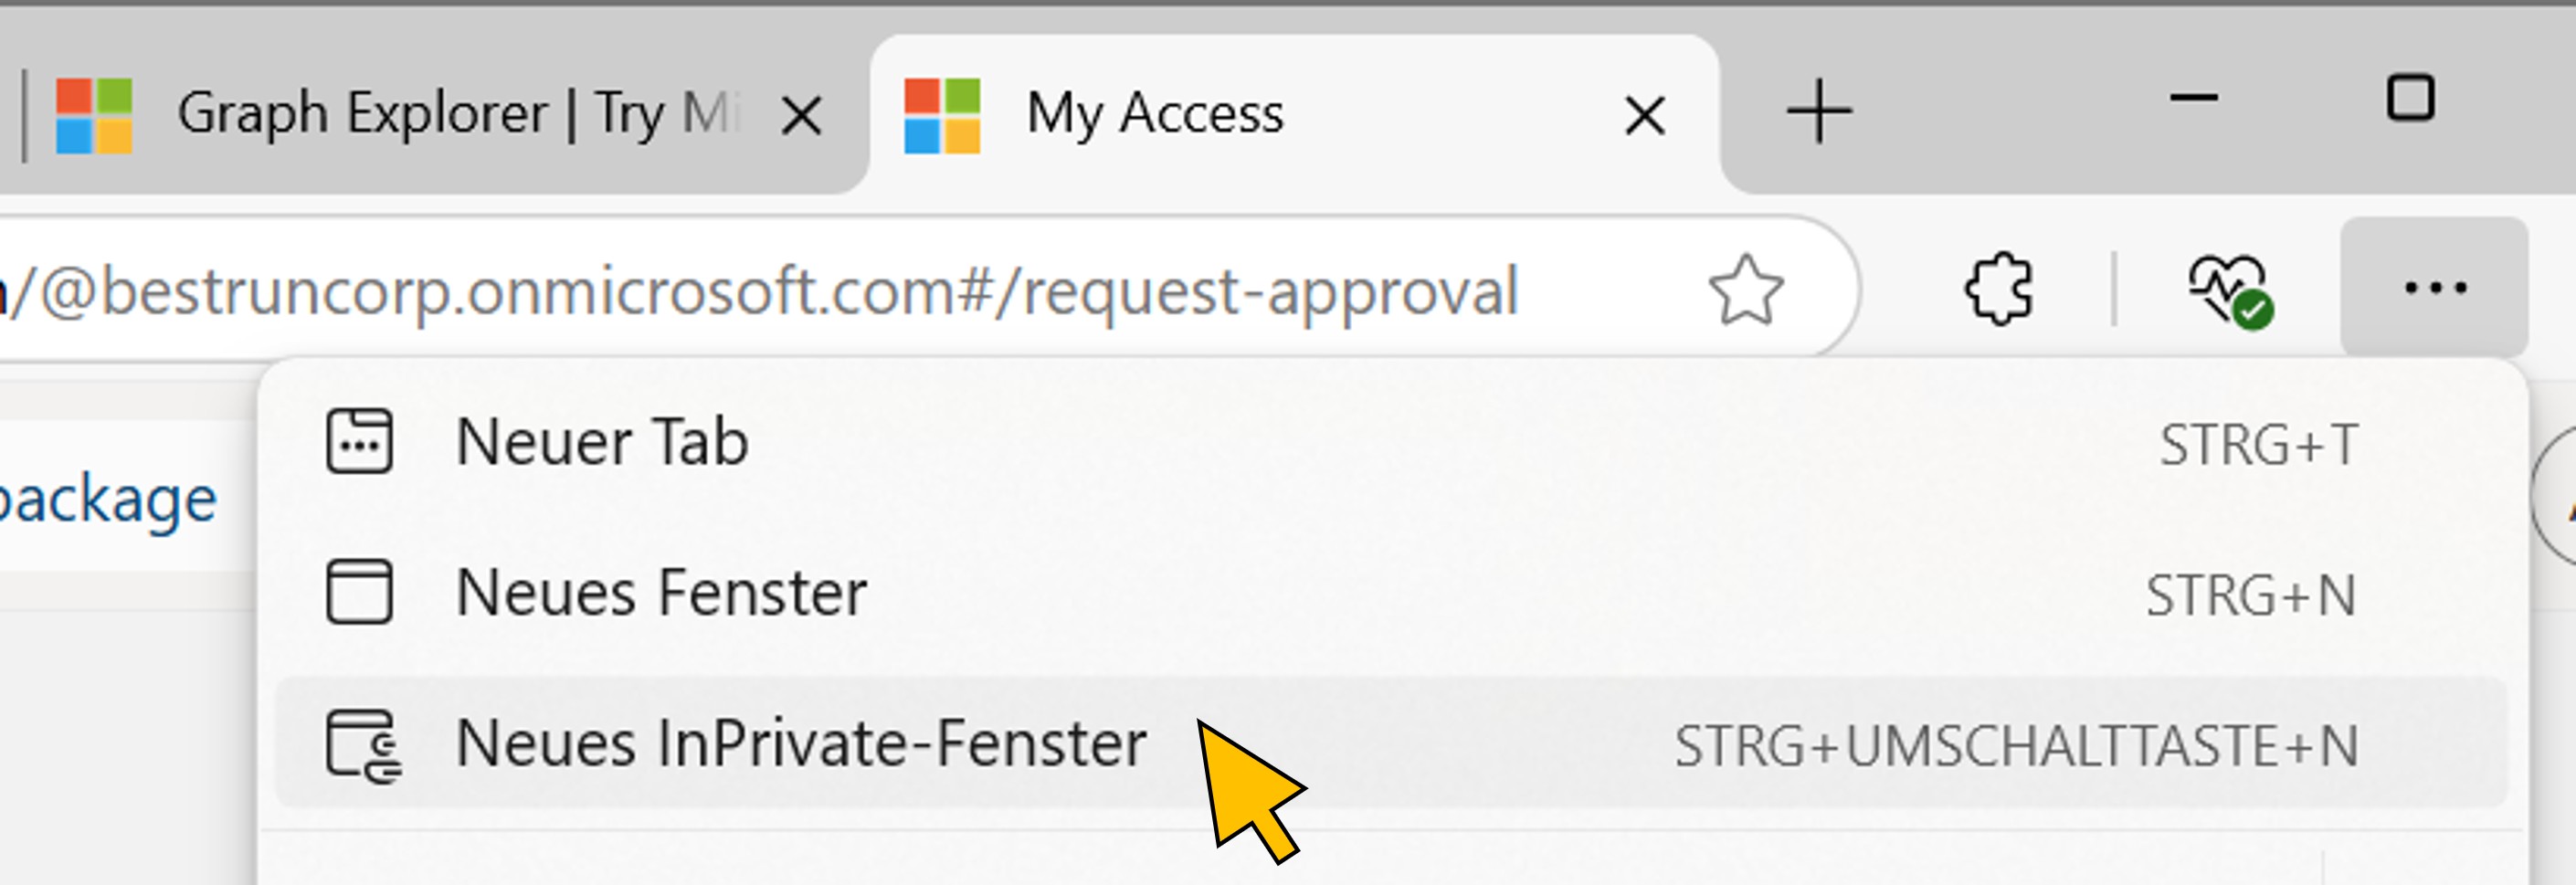 Graph Explorer | Try Mi
My Access
/@bestruncorp.onmicrosoft.com#/request-approval
Neuer Tab STRG+T
package
Neues Fenster STRG+N
Neues InPrivate-Fenster STRG+UMSCHALTTASTE+N